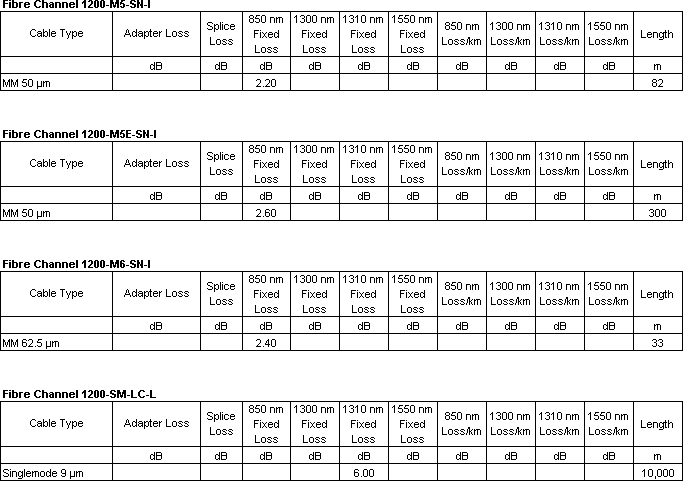 Fibre Channel 1200-M5-SN-I
Cable Type Adapter Loss Splice Loss 850 nm Fixed Loss 1300 nm Fixed Loss 1310 nm Fixed Loss 1550 nm Fixed Loss 850 nm Loss/km 1300 nm Loss/km 1310 nm Loss/km 1550 nm Loss/km Length
dB dB dB dB dB dB dB dB dB dB m
MM 50 µm 2.20 82
Fibre Channel 1200-M5E-SN-I
Cable Type Adapter Loss Splice Loss 850 nm Fixed Loss 1300 nm Fixed Loss 1310 nm Fixed Loss 1550 nm Fixed Loss 850 nm Loss/km 1300 nm Loss/km 1310 nm Loss/km 1550 nm Loss/km Length
dB dB dB dB dB dB dB dB dB dB m
MM 50 µm 2.60 300
Fibre Channel 1200-M6-SN-I
Cable Type Adapter Loss Splice Loss 850 nm Fixed Loss 1300 nm Fixed Loss 1310 nm Fixed Loss 1550 nm Fixed Loss 850 nm Loss/km 1300 nm Loss/km 1310 nm Loss/km 1550 nm Loss/km Length
dB dB dB dB dB dB dB dB dB dB m
MM 62.5 µm 2.40 33
Fibre Channel 1200-SM-LC-L
Cable Type Adapter Loss Splice Loss 850 nm Fixed Loss 1300 nm Fixed Loss 1310 nm Fixed Loss 1550 nm Fixed Loss 850 nm Loss/km 1300 nm Loss/km 1310 nm Loss/km 1550 nm Loss/km Length
dB dB dB dB dB dB dB dB dB dB m
Singlemode 9 µm 6.00 10,000